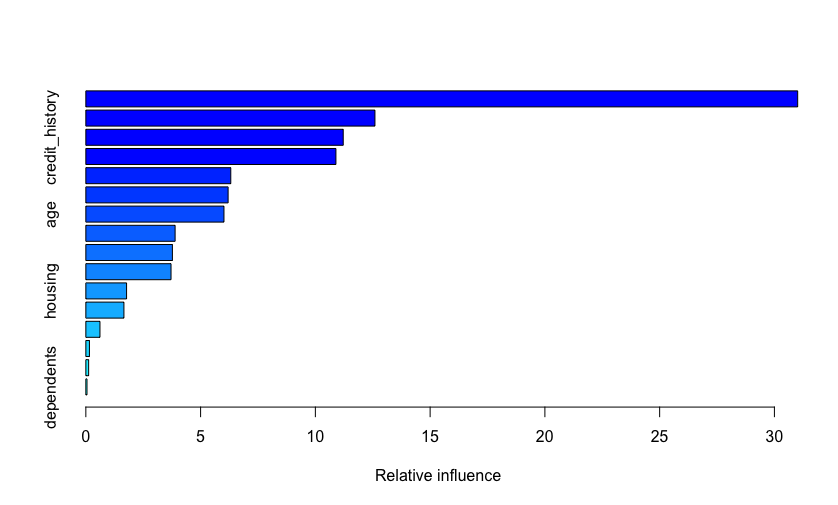 credit_history
age
housing
dependents
0 5 10 15 20 25 30
Relative influence